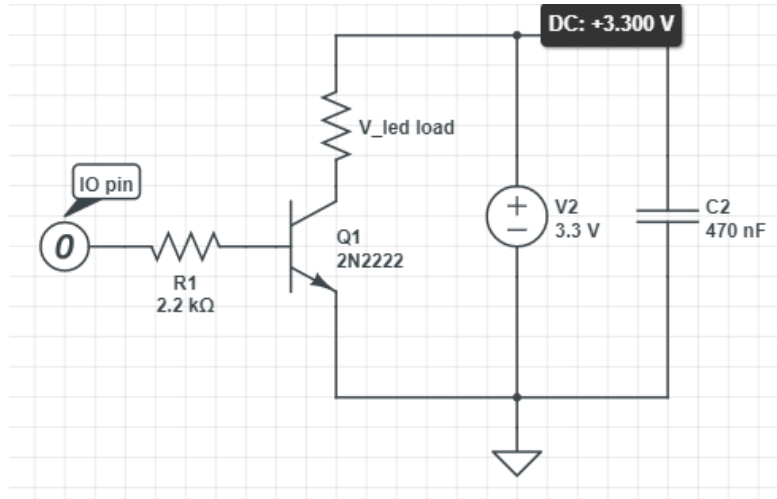 DC: +3.300 V
V_led load
IO pin
0
R1
2.2 kΩ
Q1
2N2222
V2
3.3 V
C2
470 nF